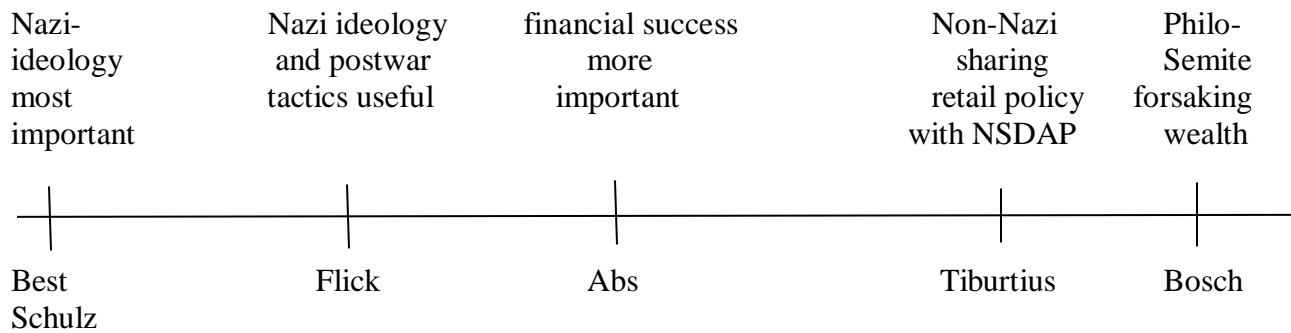 Nazi-
ideology
most
important
Nazi ideology
and postwar
tactics useful
financial success
more
important
Non-Nazi
sharing
retail policy
with NSDAP
Philo-
Semite
forsaking
wealth
Best
Schulz
Flick
Abs
Tiburtius
Bosch